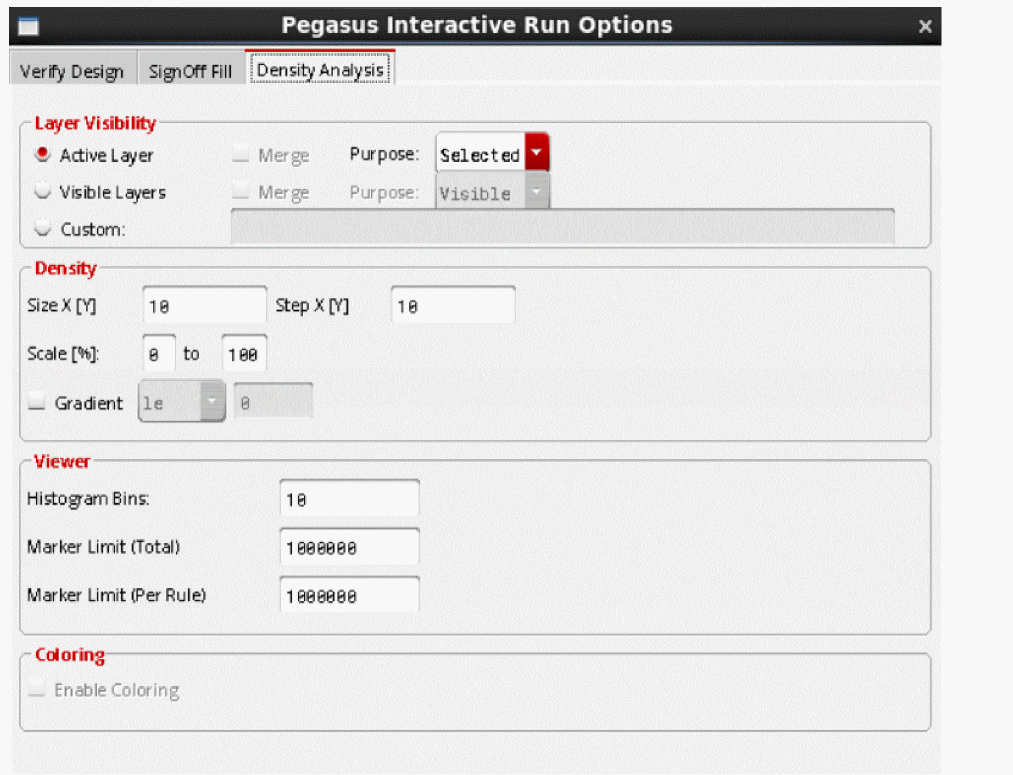 Pegasus Interactive Run Options
Verify Design SignOff Fill Density Analysis
Layer Visibility
Active Layer Merge Purpose: Selected
Visible Layers Merge Purpose: Visible
Custom:
Density
Size X [Y] 10 Step X [Y] 10
Scale [%]: 0 to 100
Gradient le 0
Viewer
Histogram Bins: 10
Marker Limit (Total) 1000000
Marker Limit (Per Rule) 1000000
Coloring
Enable Coloring